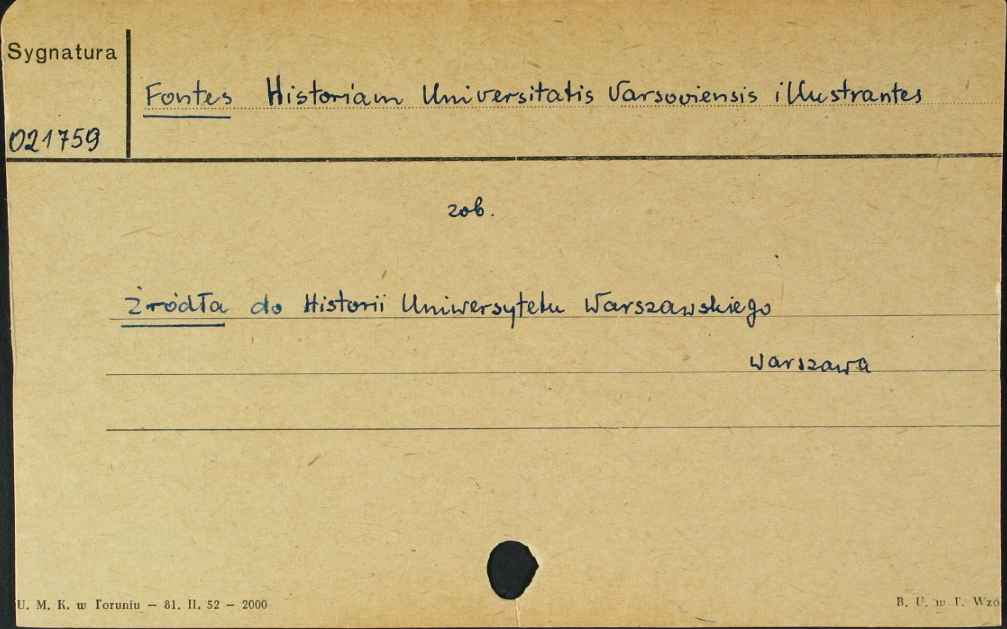 Sygnatura
Fontes Historiam Universitatis Varsoviensis illustrantes
021759
zob.
Źródła do Historii Uniwersytetu Warszawskiego
Warszawa
U. M. K. w Toruniu — 81. II. 52 — 2000
B. U. w T. Wzó